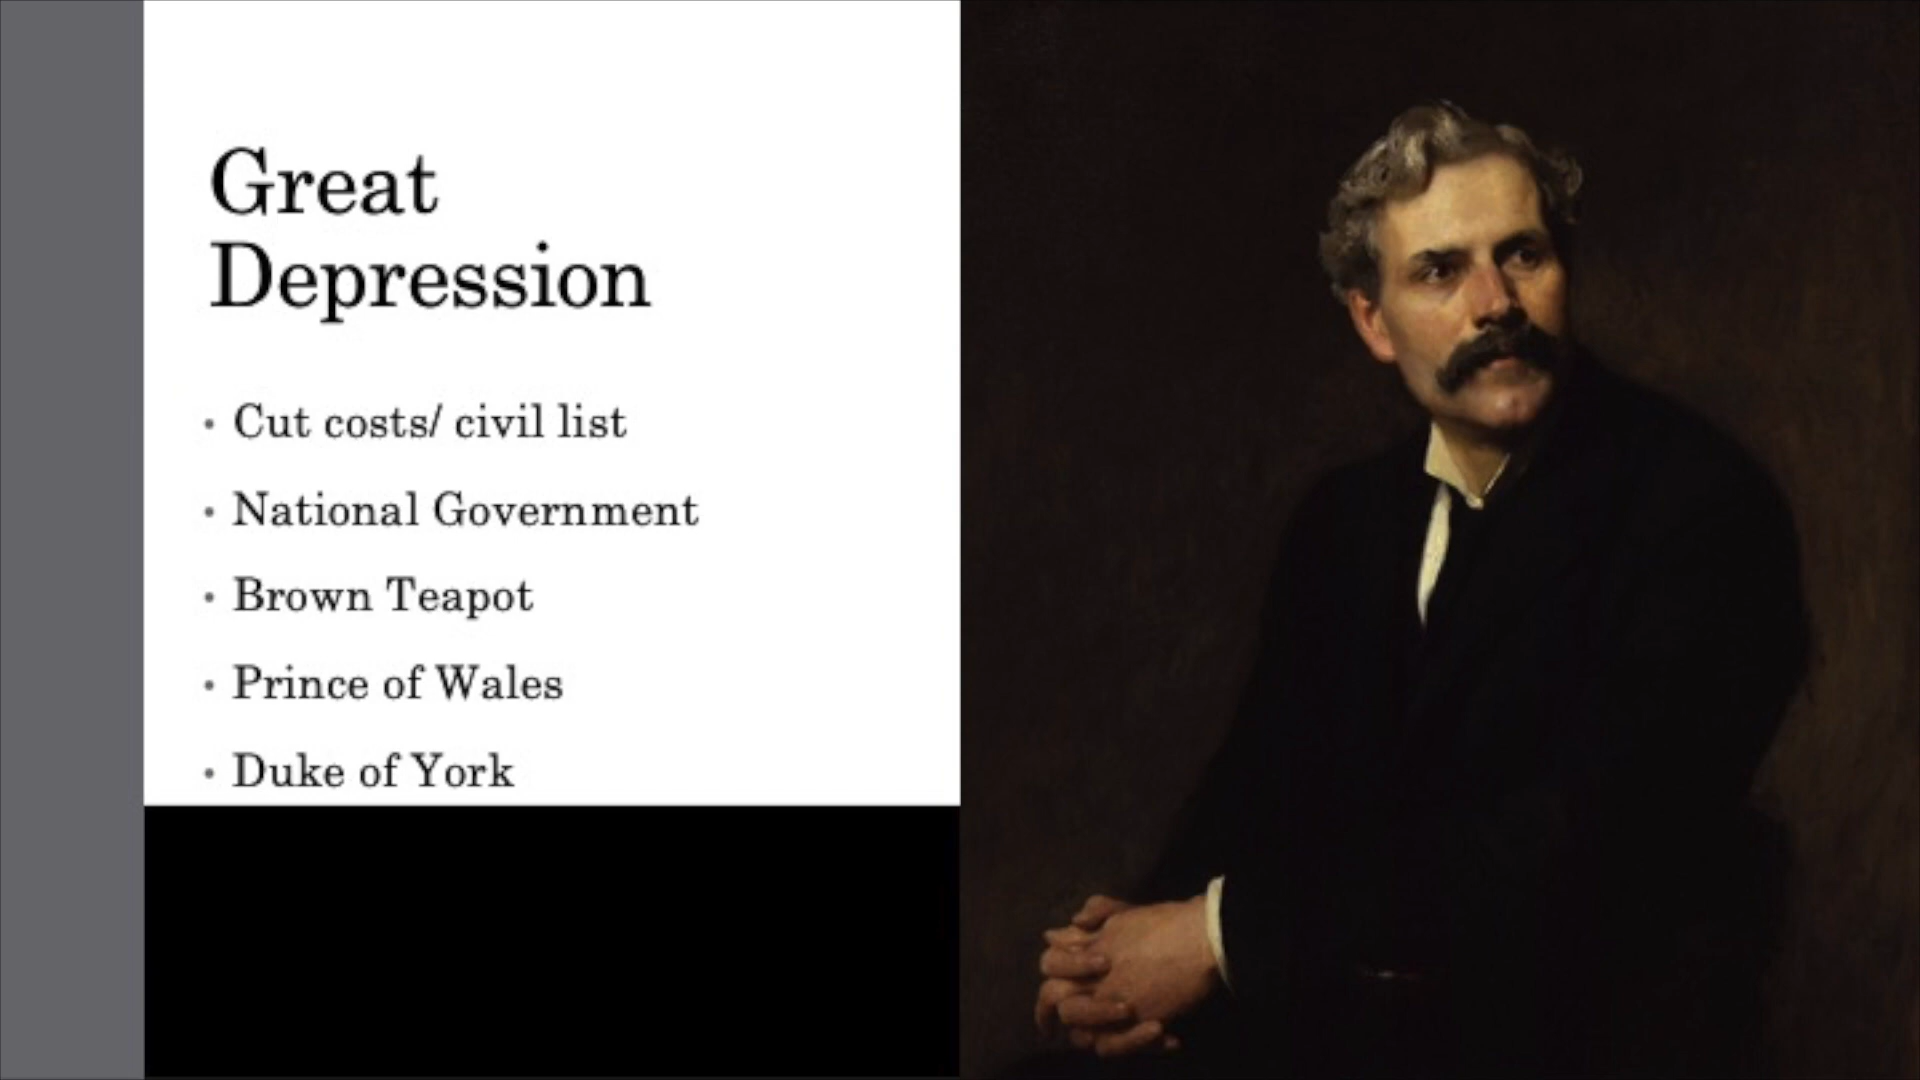 Great
Depression
• Cut costs/ civil list
• National Government
• Brown Teapot
• Prince of Wales
• Duke of York